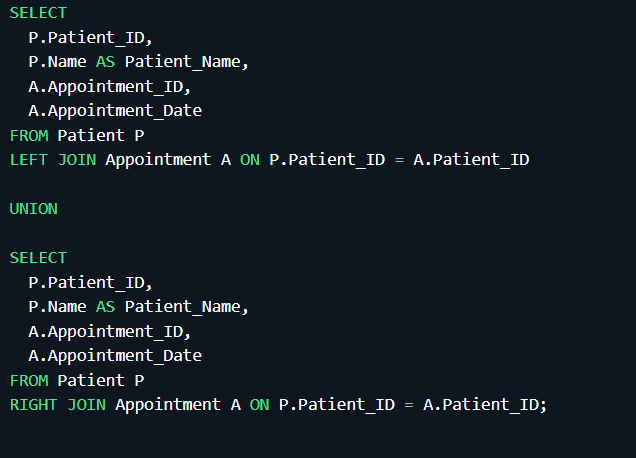 SELECT
P.Patient_ID,
P.Name AS Patient_Name,
A.Appointment_ID,
A.Appointment_Date
FROM Patient P
LEFT JOIN Appointment A ON P.Patient_ID = A.Patient_ID
UNION
SELECT
P.Patient_ID,
P.Name AS Patient_Name,
A.Appointment_ID,
A.Appointment_Date
FROM Patient P
RIGHT JOIN Appointment A ON P.Patient_ID = A.Patient_ID;